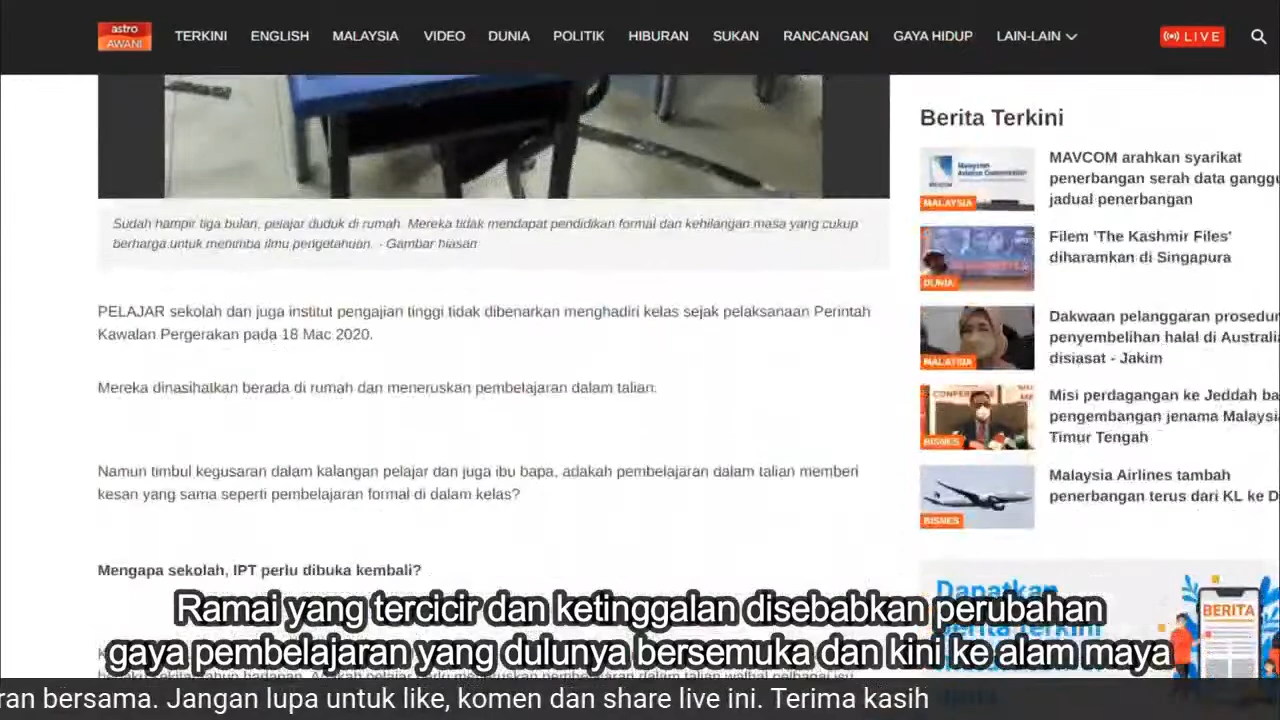 astro
AWANI
TERKINI ENGLISH MALAYSIA VIDEO DUNIA POLITIK HIBURAN SUKAN RANCANGAN GAYA HIDUP LAIN-LAIN LIVE
Sudah hampir tiga bulan, pelajar duduk di rumah. Mereka tidak mendapat pendidikan formal dan kehilangan masa yang cukup
berharga untuk menimba ilmu pengetahuan. - Gambar hiasan
PELAJAR sekolah dan juga institut pengajian tinggi tidak dibenarkan menghadiri kelas sejak pelaksanaan Perintah
Kawalan Pergerakan pada 18 Mac 2020.
Mereka dinasihatkan berada di rumah dan meneruskan pembelajaran dalam talian.
Namun timbul kegusaran dalam kalangan pelajar dan juga ibu bapa, adakah pembelajaran dalam talian memberi
kesan yang sama seperti pembelajaran formal di dalam kelas?
Mengapa sekolah, IPT perlu dibuka kembali?
Berita Terkini
MALAYSIA
MAVCOM arahkan syarikat
penerbangan serah data ganggu
jadual penerbangan
DUNIA
Filem 'The Kashmir Files'
diharamkan di Singapura
MALAYSIA
Dakwaan pelanggaran prosedur
penyembelihan halal di Australia
disiasat - Jakim
BISNES
Misi perdagangan ke Jeddah ba
pengembangan jenama Malaysi
Timur Tengah
BISNES
Malaysia Airlines tambah
penerbangan terus dari KL ke D
Dapatkan
BERITA
Ramai yang tercicir dan ketinggalan disebabkan perubahan
gaya pembelajaran yang dulunya bersemuka dan kini ke alam maya
ran bersama. Jangan lupa untuk like, komen dan share live ini. Terima kasih